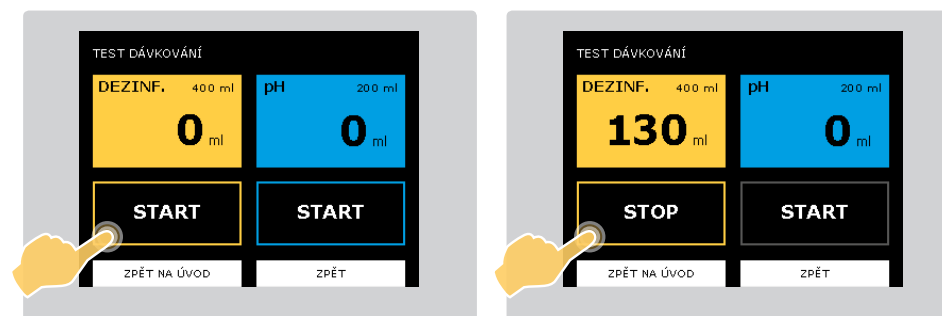 TEST DÁVKOVÁNÍ
DEZINF. 400 ml
0 ml
pH 200 ml
0 ml
START
START
ZPĚT NA ÚVOD
ZPĚT
TEST DÁVKOVÁNÍ
DEZINF. 400 ml
130 ml
pH 200 ml
0 ml
STOP
START
ZPĚT NA ÚVOD
ZPĚT